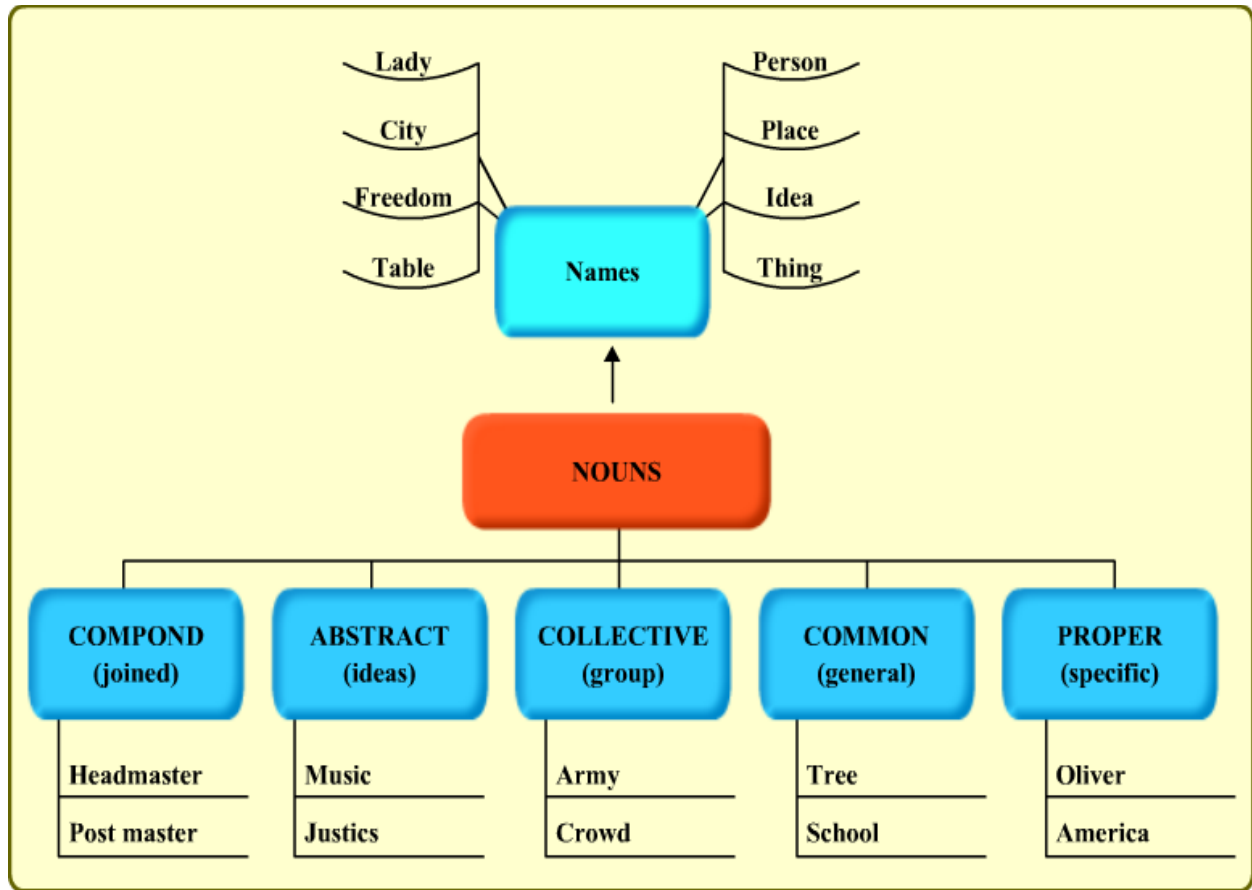 Lady
City
Freedom
Table
Person
Place
Idea
Thing
Names
NOUNS
COMPOND
(joined)
Headmaster
Post master
ABSTRACT
(ideas)
Music
Justics
COLLECTIVE
(group)
Army
Crowd
COMMON
(general)
Tree
School
PROPER
(specific)
Oliver
America